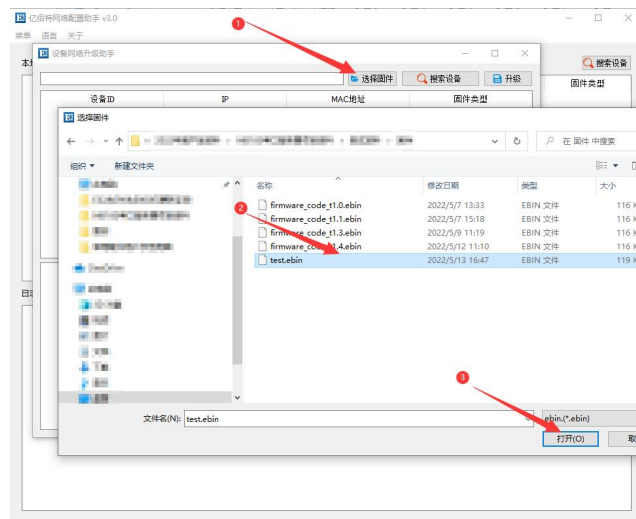 亿佰特网络配置助手 v3.0
菜单 语言 关于
1
设备网络升级助手
选择固件 搜索设备 升级
搜索设备
固件类型
设备ID IP MAC地址 固件类型
选择固件
在 固件 中搜索
组织 新建文件夹
名称 修改日期 类型 大小
firmware_code_t1.0.ebin 2022/5/7 13:33 EBIN 文件 116
2
firmware_code_t1.1.ebin 2022/5/7 15:18 EBIN 文件 116
firmware_code_t1.3.ebin 2022/5/9 11:19 EBIN 文件 116
firmware_code_t1.4.ebin 2022/5/12 11:10 EBIN 文件 116
test.ebin 2022/5/13 16:47 EBIN 文件 119
3
文件名(N): test.ebin ebin.(*.ebin)
打开(O) 取